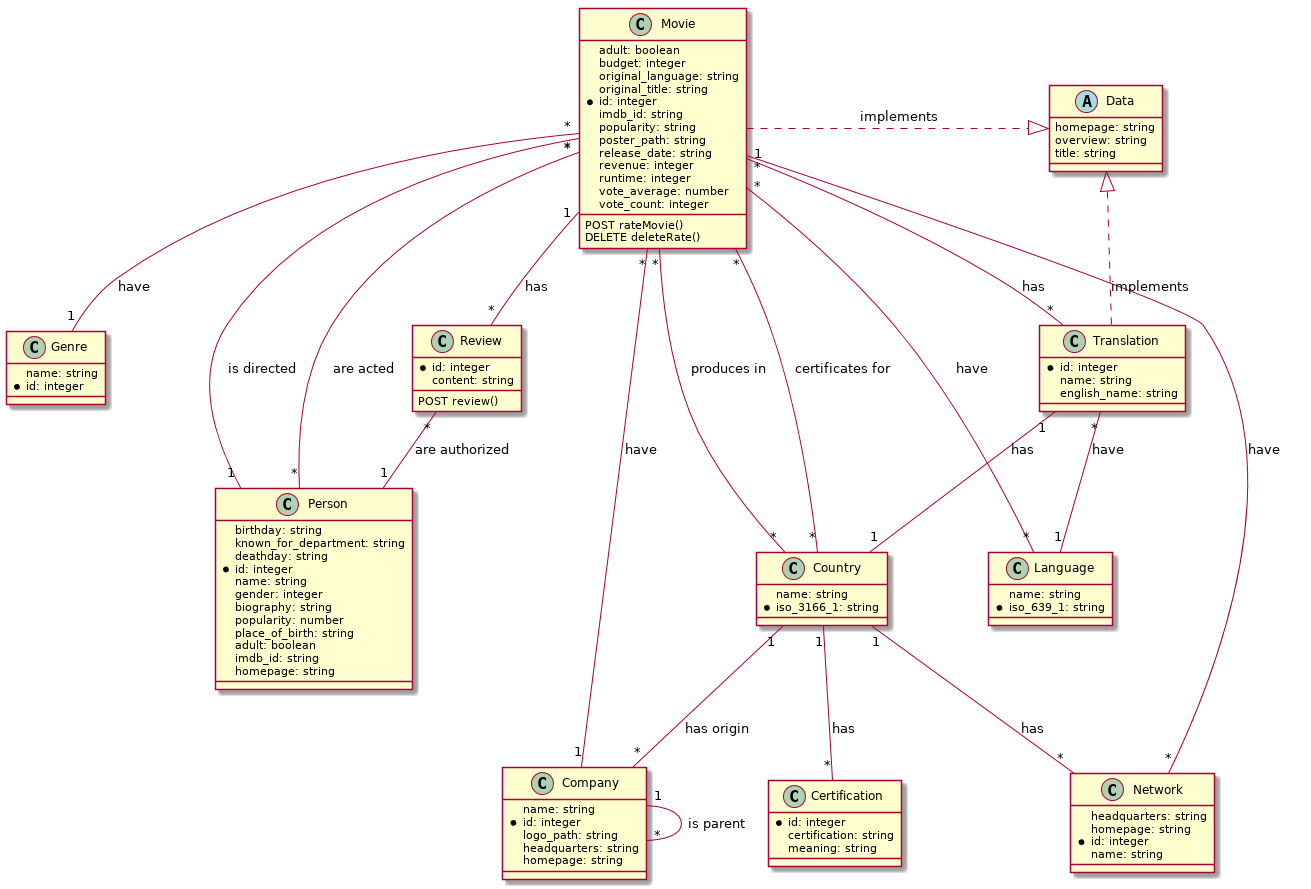 C Movie
adult: boolean
budget: integer
original_language: string
original_title: string
id: integer
imdb_id: string
popularity: string
poster_path: string
release_date: string
revenue: integer
runtime: integer
vote_average: number
vote_count: integer
POST rateMovie()
DELETE deleteRate()
A Data
homepage: string
overview: string
title: string
implements
*
*
*
1
1
*
*
* * *
have
has
has
implements
1
*
*
C Genre
name: string
id: integer
C Review
id: integer
content: string
POST review()
C Translation
id: integer
name: string
english_name: string
is directed
are acted
produces in
certificates for
have
* 1 *
are authorized
have
has
have
have
1 * 1
* * 1 * 1
C Person
birthday: string
known_for_department: string
deathday: string
id: integer
name: string
gender: integer
biography: string
popularity: number
place_of_birth: string
adult: boolean
imdb_id: string
homepage: string
C Country
name: string
iso_3166_1: string
C Language
name: string
iso_639_1: string
1 1 1
has origin
has
has
1 * * * *
C Company
name: string
id: integer
logo_path: string
headquarters: string
homepage: string
1
is parent
*
C Certification
id: integer
certification: string
meaning: string
C Network
headquarters: string
homepage: string
id: integer
name: string